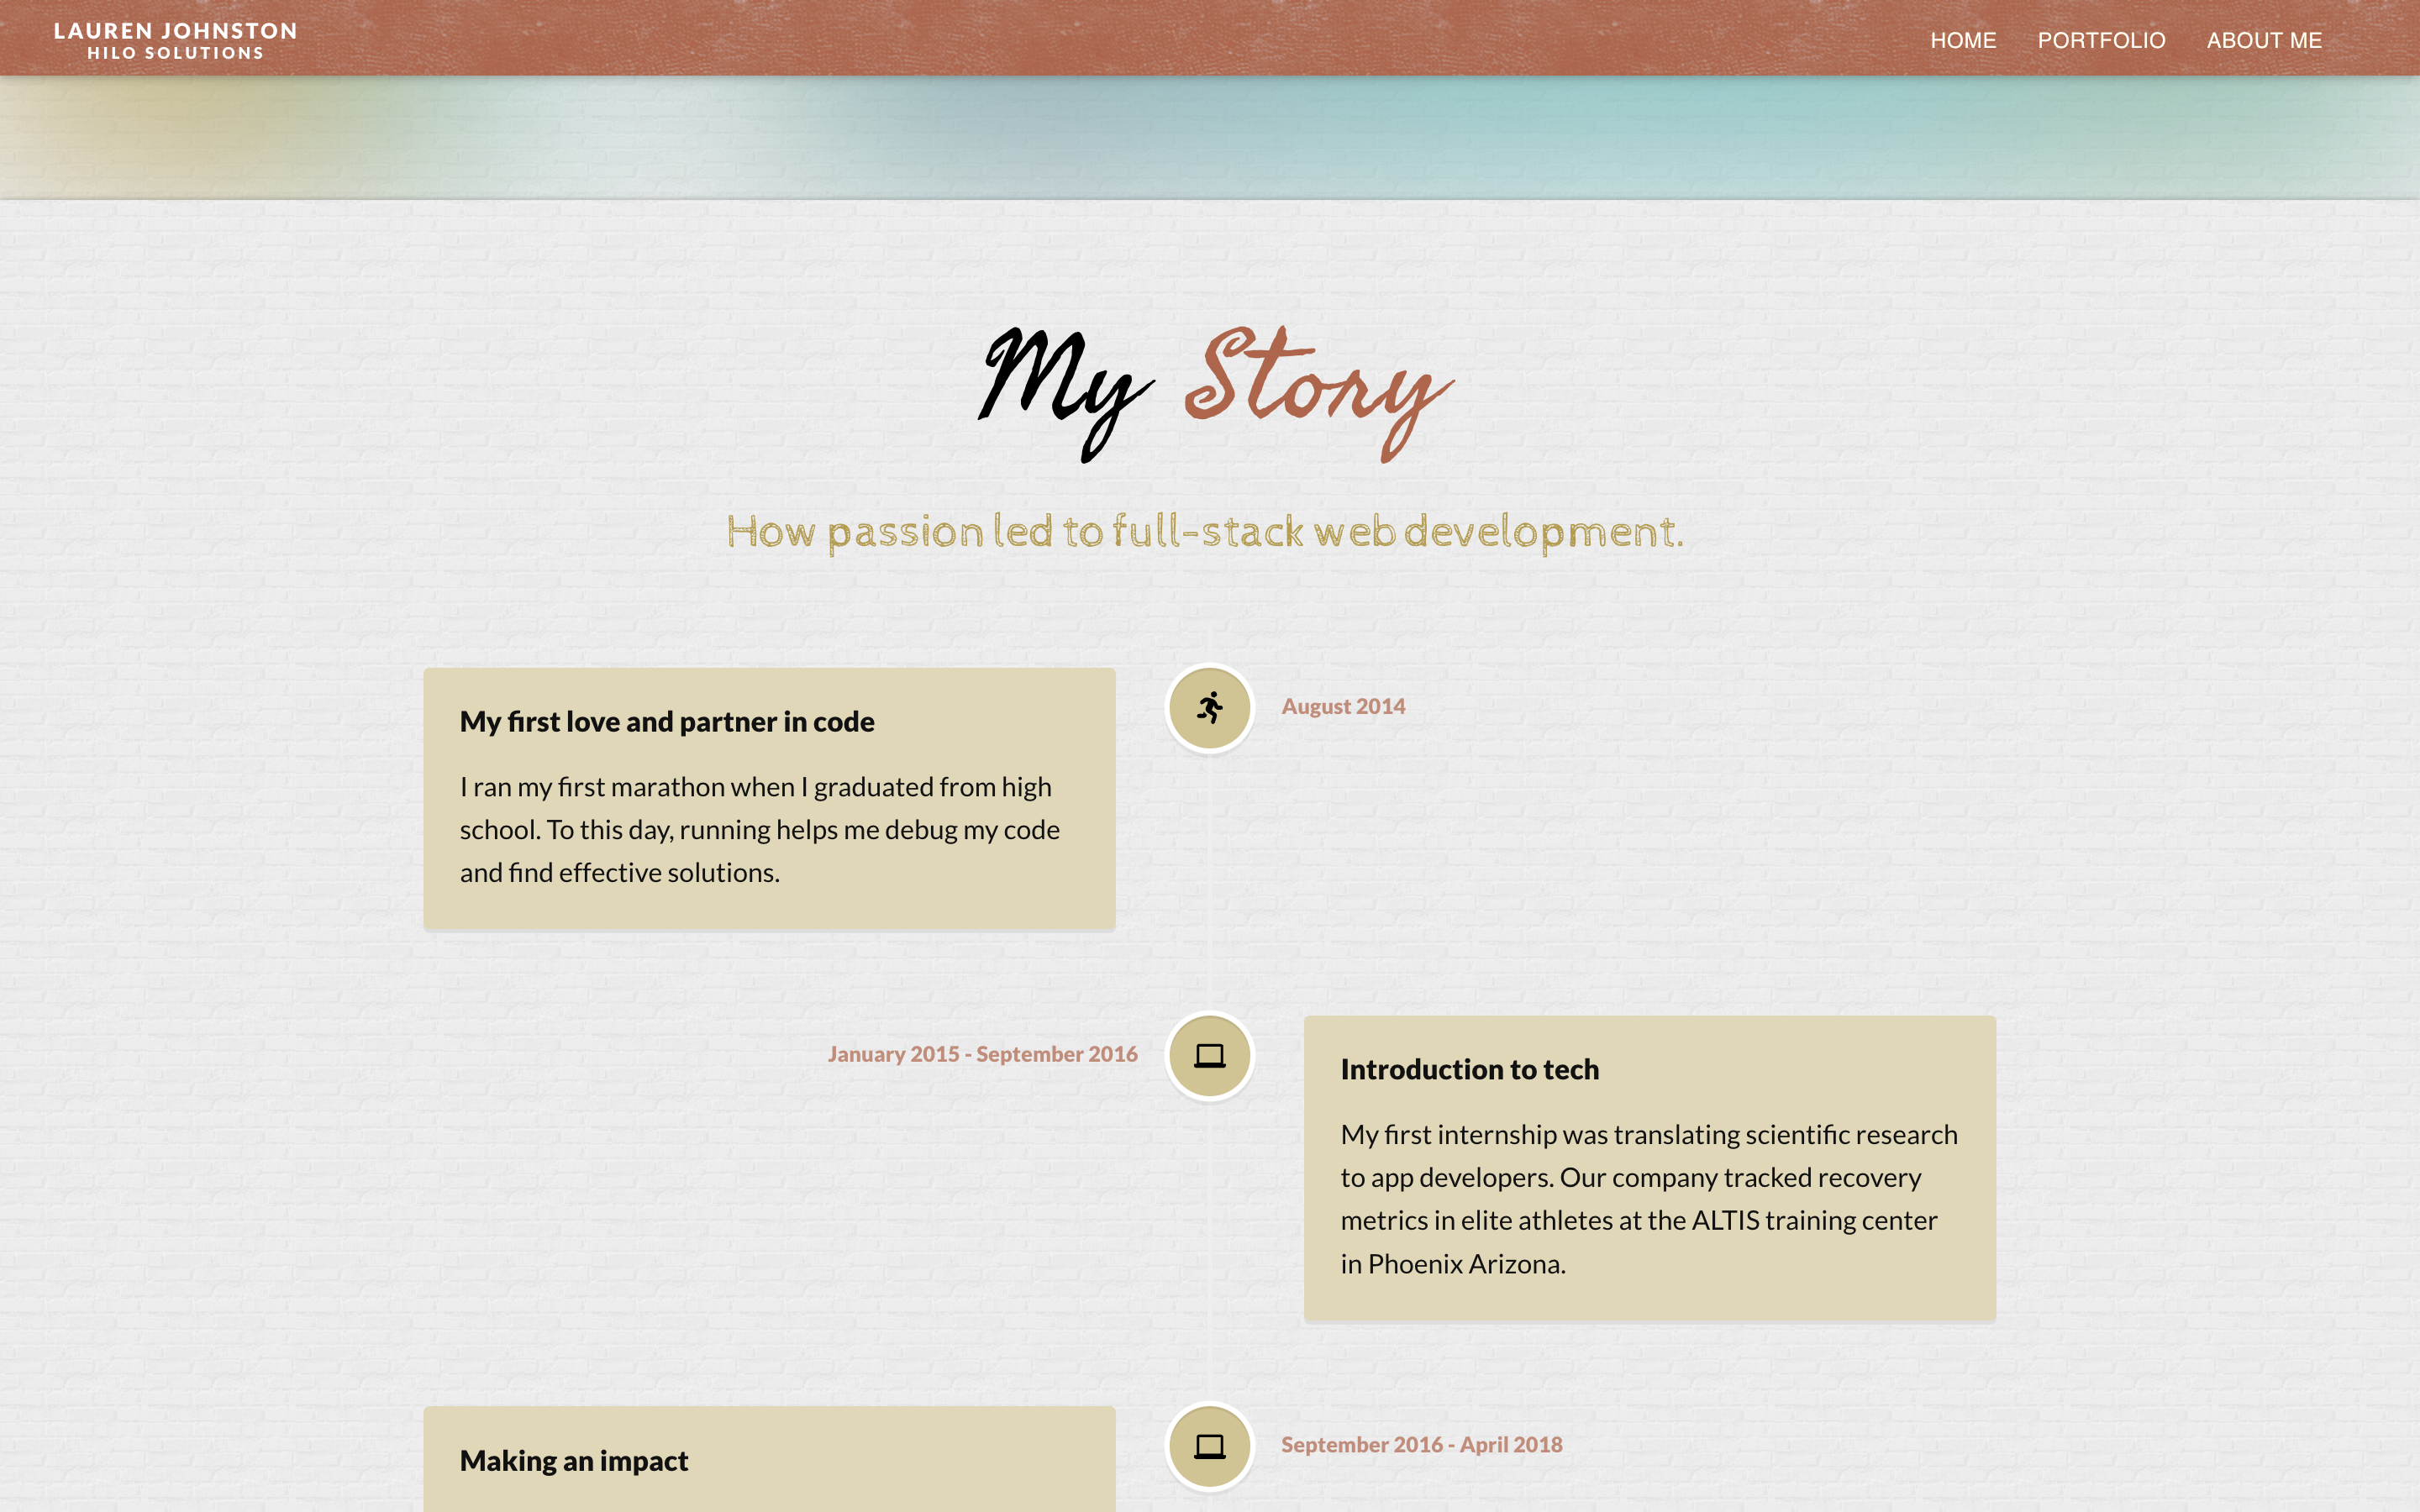 LAUREN JOHNSTON
HILO SOLUTIONS
HOME PORTFOLIO ABOUT ME
My Story
How passion led to full-stack web development.
My first love and partner in code
I ran my first marathon when I graduated from high
school. To this day, running helps me debug my code
and find effective solutions.
August 2014
January 2015 - September 2016
Introduction to tech
My first internship was translating scientific research
to app developers. Our company tracked recovery
metrics in elite athletes at the ALTIS training center
in Phoenix Arizona.
Making an impact
September 2016 - April 2018